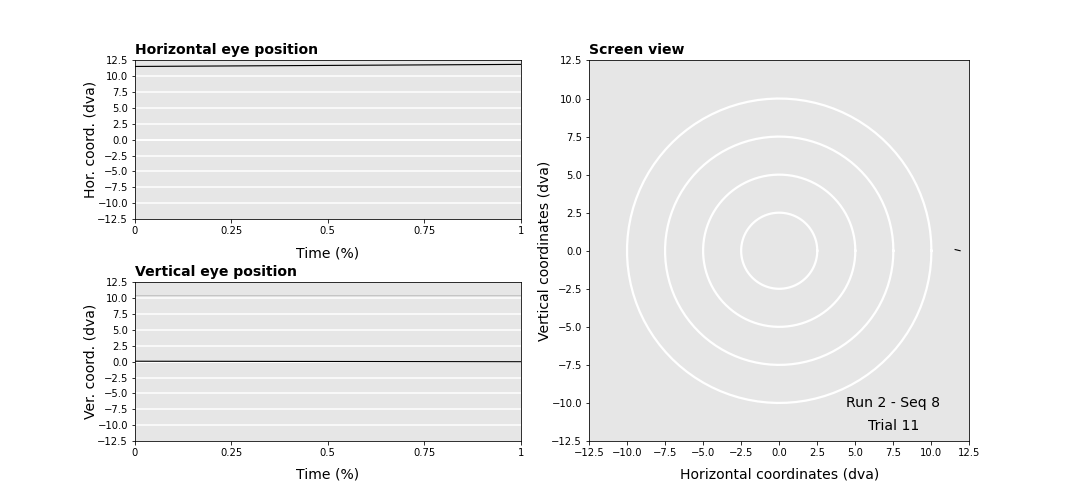 Horizontal eye position
Hor. coord. (dva)
12.5
10.0
7.5
5.0
2.5
0.0
−2.5
−5.0
−7.5
−10.0
−12.5
0 0.25 0.5 0.75 1
Time (%)
Vertical eye position
Ver. coord. (dva)
12.5
10.0
7.5
5.0
2.5
0.0
−2.5
−5.0
−7.5
−10.0
−12.5
0 0.25 0.5 0.75 1
Time (%)
Screen view
Vertical coordinates (dva)
12.5
10.0
7.5
5.0
2.5
0.0
−2.5
−5.0
−7.5
−10.0
−12.5
Run 2 - Seq 8
Trial 11
−12.5 −10.0 −7.5 −5.0 −2.5 0.0 2.5 5.0 7.5 10.0 12.5
Horizontal coordinates (dva)